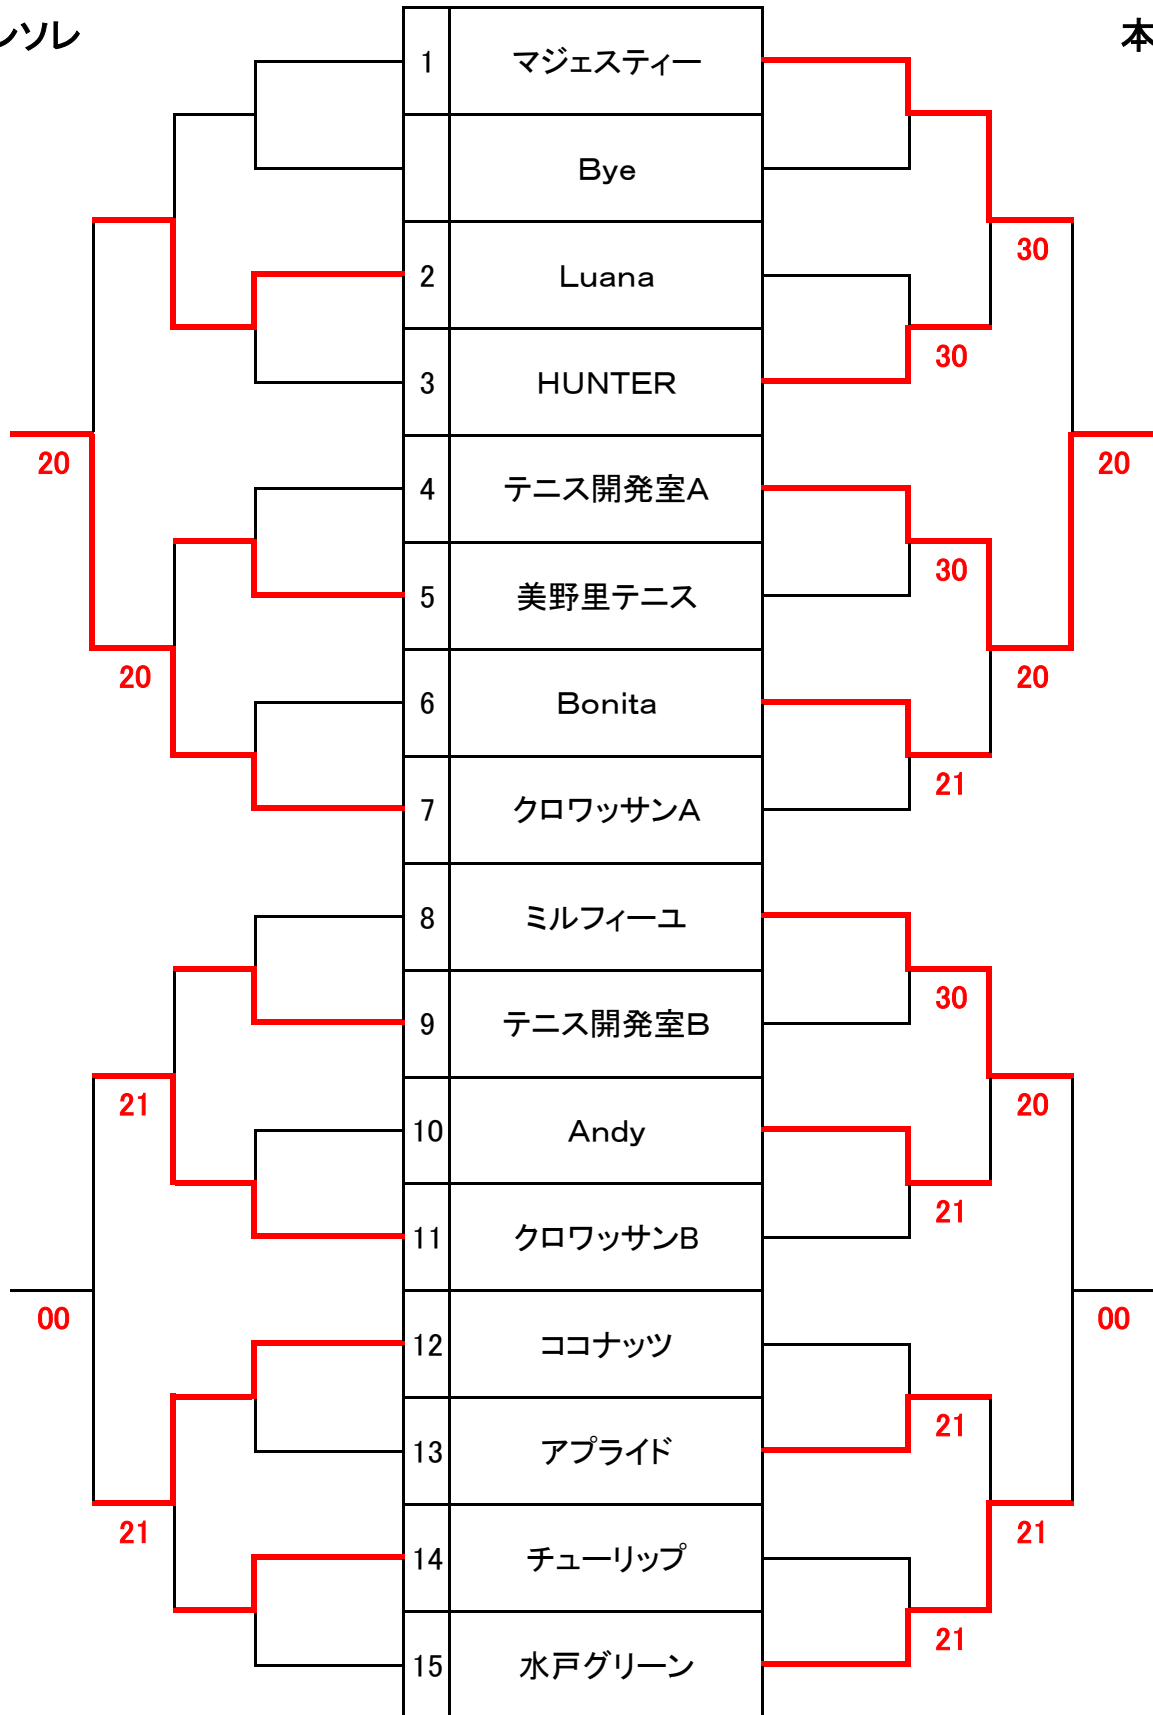 ンソレ
本
1 マジェスティー
Bye
30
2 Luana
30
3 HUNTER
20
20
4 テニス開発室A
30
5 美野里テニス
20
20
6 Bonita
21
7 クロワッサンA
8 ミルフィーユ
30
9 テニス開発室B
21
20
10 Andy
21
11 クロワッサンB
00
00
12 ココナッツ
21
13 アプライド
21
21
14 チューリップ
21
15 水戸グリーン